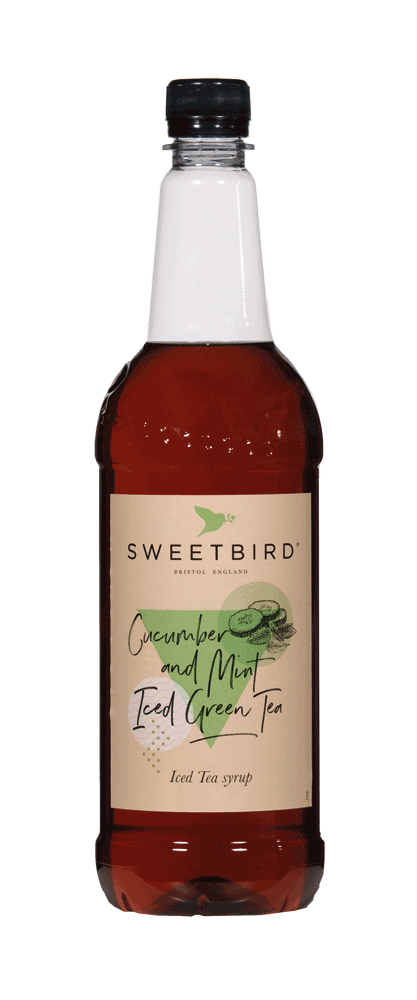 SWEETBIRD®
BRISTOL ENGLAND
Cucumber
and Mint
Iced Green Tea
Iced Tea syrup